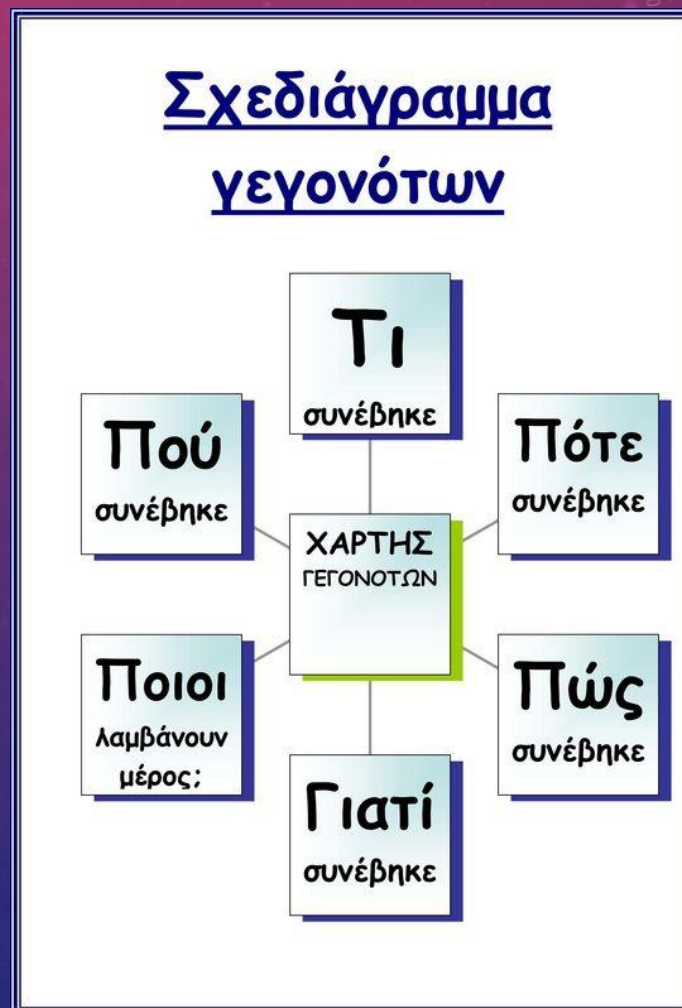 Σχεδιάγραμμα
γεγονότων
Τι
συνέβηκε
Πού
συνέβηκε
Πότε
συνέβηκε
ΧΑΡΤΗΣ
ΓΕΓΟΝΟΤΩΝ
Ποιοι
λαμβάνουν
μέρος;
Πώς
συνέβηκε
Γιατί
συνέβηκε